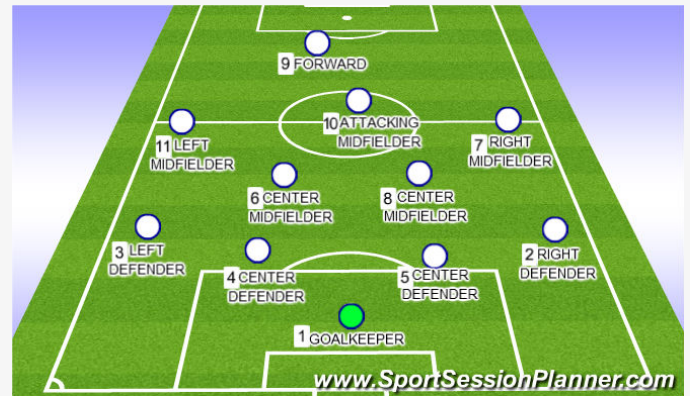 9 FORWARD
10 ATTACKING
MIDFIELDER
11 LEFT
MIDFIELDER
7 RIGHT
MIDFIELDER
6 CENTER
MIDFIELDER
8 CENTER
MIDFIELDER
3 LEFT
DEFENDER
4 CENTER
DEFENDER
5 CENTER
DEFENDER
2 RIGHT
DEFENDER
1 GOALKEEPER
www.SportSessionPlanner.com